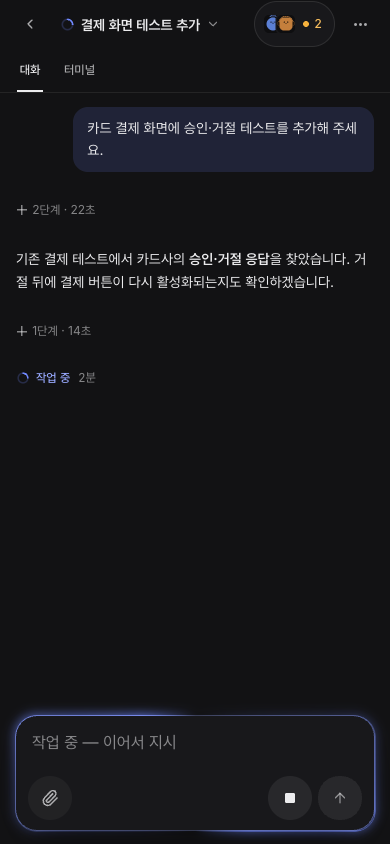 결제 화면 테스트 추가
2
대화
터미널
카드 결제 화면에 승인·거절 테스트를 추가해 주세
요.
2단계 · 22초
기존 결제 테스트에서 카드사의 승인·거절 응답을 찾았습니다. 거
절 뒤에 결제 버튼이 다시 활성화되는지도 확인하겠습니다.
1단계 · 14초
작업 중 2분
작업 중 — 이어서 지시